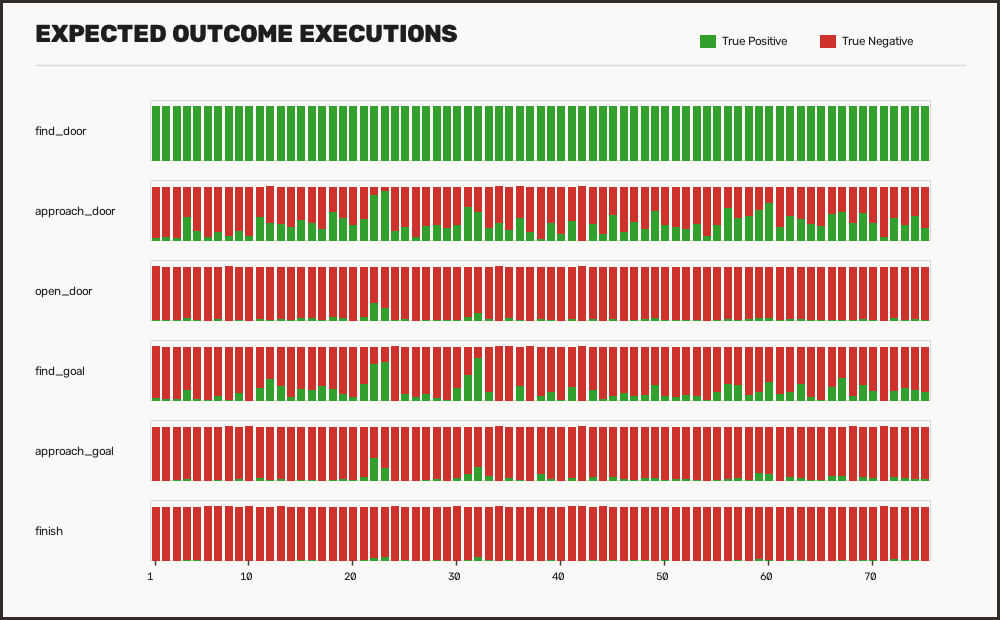 EXPECTED OUTCOME EXECUTIONS
True Positive True Negative
find_door
approach_door
open_door
find_goal
approach_goal
finish
1 10 20 30 40 50 60 70